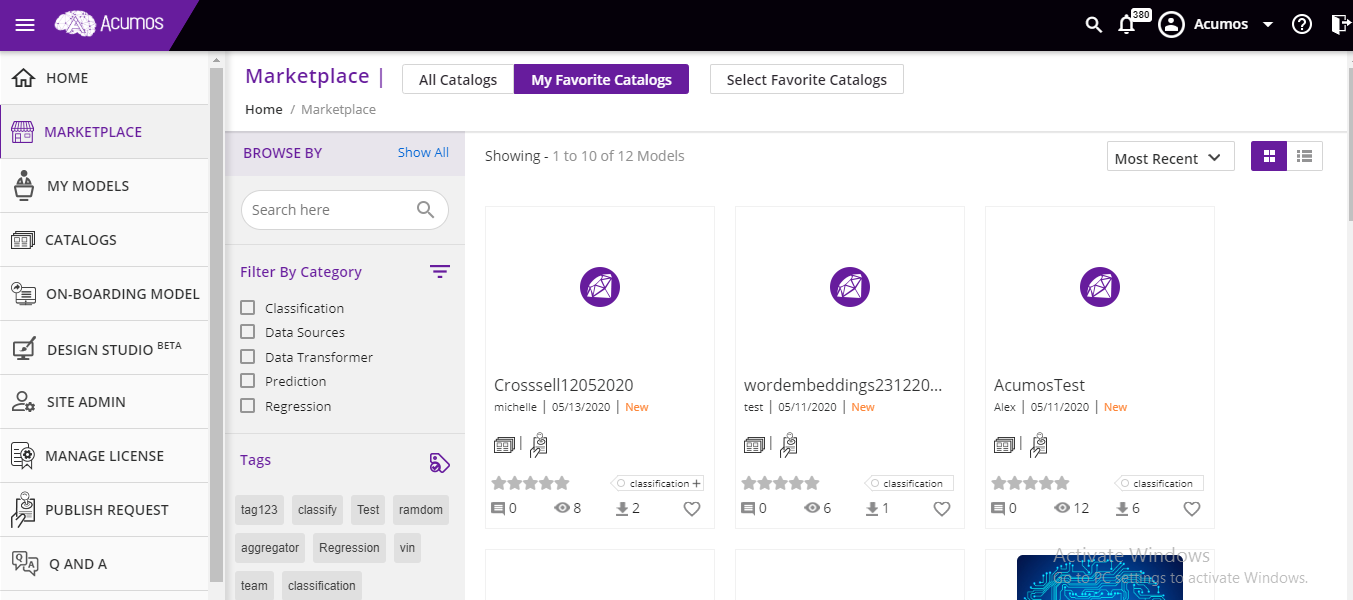 Acumos
380
Acumos
HOME
MARKETPLACE
MY MODELS
CATALOGS
ON-BOARDING MODEL
DESIGN STUDIO BETA
SITE ADMIN
MANAGE LICENSE
PUBLISH REQUEST
Q AND A
Marketplace |
All Catalogs
My Favorite Catalogs
Select Favorite Catalogs
Home / Marketplace
BROWSE BY
Show All
Search here
Filter By Category
Classification
Data Sources
Data Transformer
Prediction
Regression
Tags
tag123 classify Test ramdom
aggregator Regression vin
team classification
Showing - 1 to 10 of 12 Models
Most Recent
Crosssell12052020
michelle | 05/13/2020 | New
classification +
0 8 2
wordembeddings231220...
test | 05/11/2020 | New
classification
0 6 1
AcumosTest
Alex | 05/11/2020 | New
classification
0 12 6
Activate Windows
Go to PC settings to activate Windows.